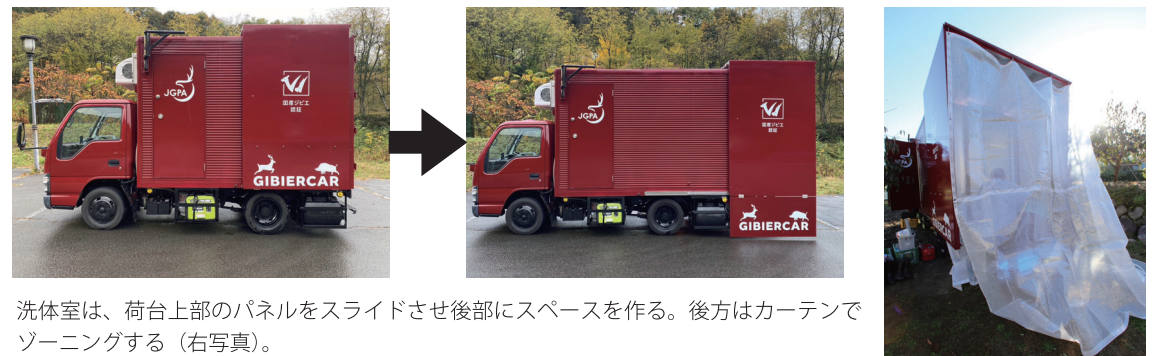 JGPA
国産ジビエ
認証
GIBIERCAR
JGPA
国産ジビエ
認証
GIBIERCAR
JGPA
洗体室は、荷台上部のパネルをスライドさせ後部にスペースを作る。後方はカーテンで
ゾーニングする（右写真）。